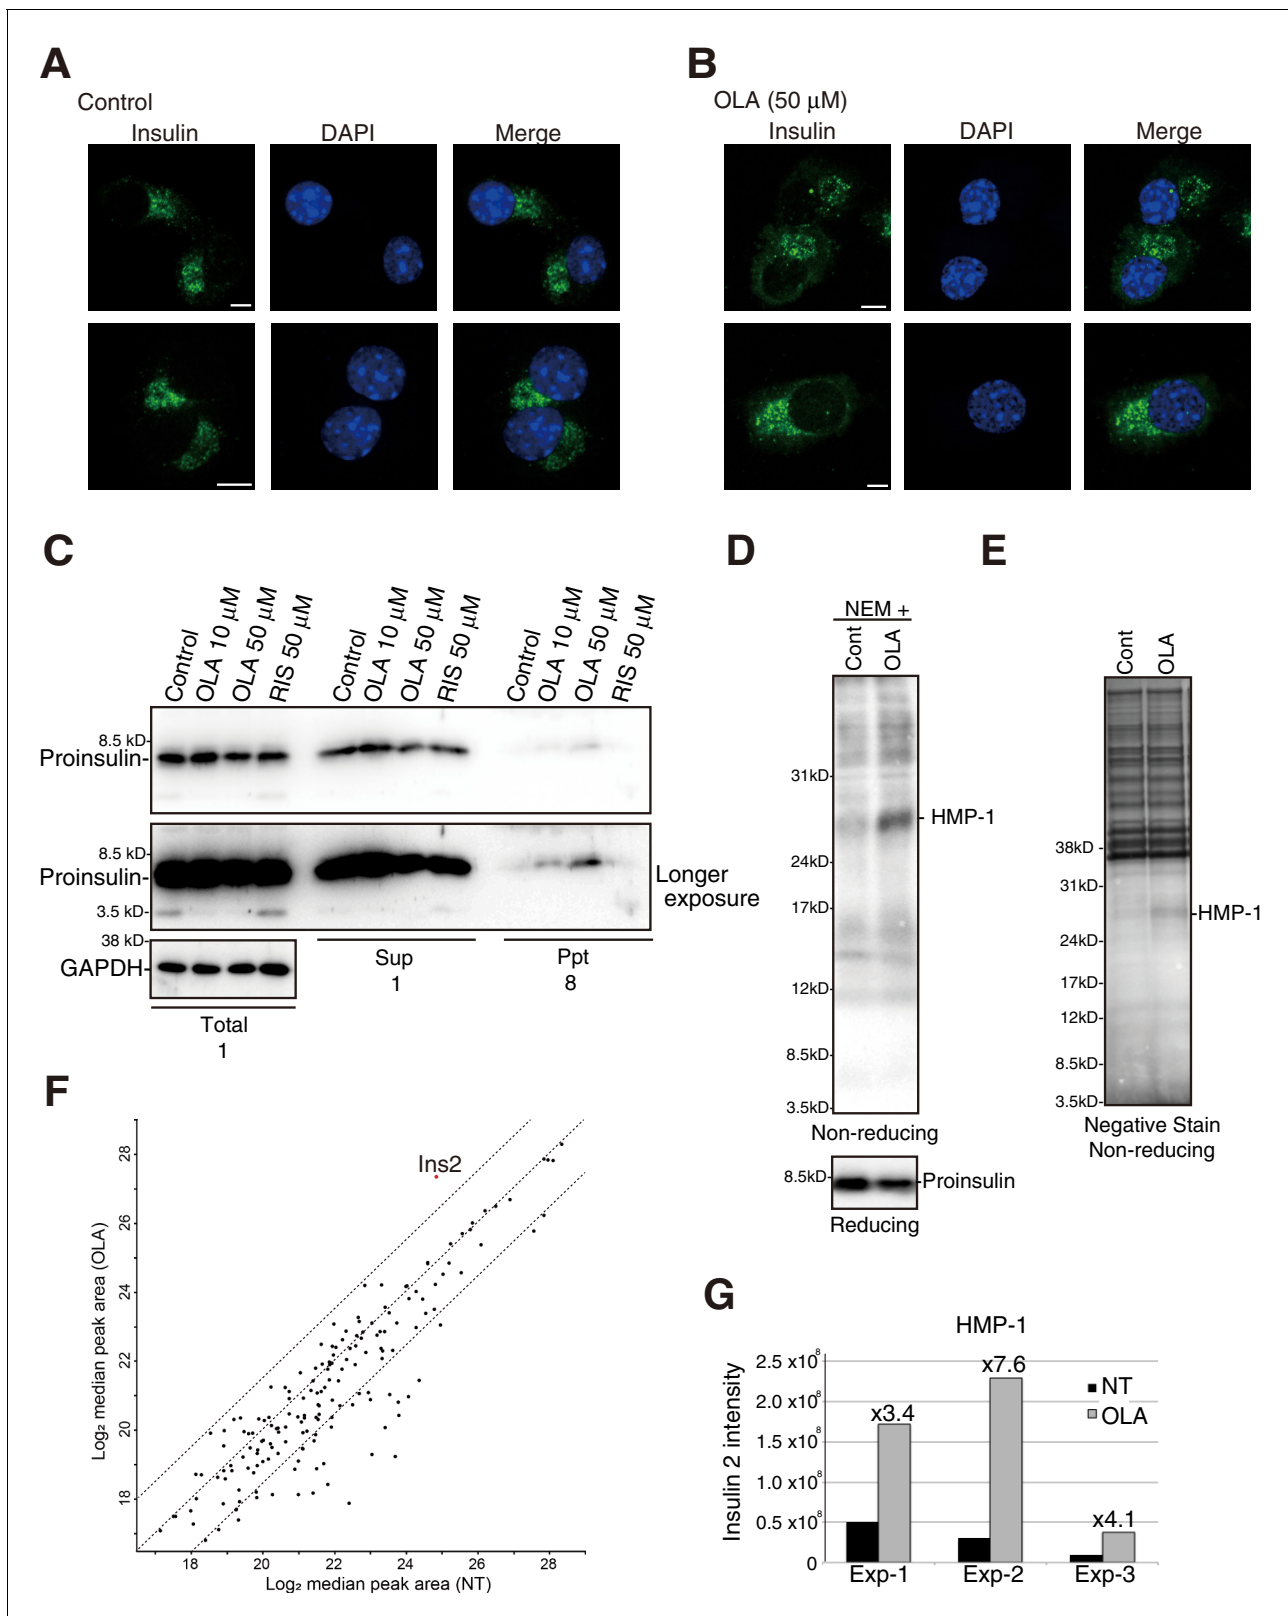 A
Control
Insulin DAPI Merge
B
OLA (50 μM)
Insulin DAPI Merge
C
Control
OLA 10 μM
OLA 50 μM
RIS 50 μM
Control
OLA 10 μM
OLA 50 μM
RIS 50 μM
Control
OLA 10 μM
OLA 50 μM
RIS 50 μM
8.5 kD-
Proinsulin-
8.5 kD-
Proinsulin-
3.5 kD-
Longer
exposure
38 kD-
GAPDH-
Total
1
Sup
1
Ppt
8
D
NEM +
Cont
OLA
31kD-
HMP-1
24kD-
17kD-
12kD-
8.5kD-
3.5kD-
Non-reducing
8.5kD-
Proinsulin
Reducing
E
Cont
OLA
38kD-
31kD-
HMP-1
24kD-
17kD-
12kD-
8.5kD-
3.5kD-
Negative Stain
Non-reducing
F
Log₂ median peak area (OLA)
28
26
24
22
20
18
Ins2
18 20 22 24 26 28
Log₂ median peak area (NT)
G
HMP-1
Insulin 2 intensity
2.5 x10⁸
2.0 x10⁸
1.5 x10⁸
1.0 x10⁸
0.5 x10⁸
0
x3.4
x7.6
x4.1
NT
OLA
Exp-1 Exp-2 Exp-3